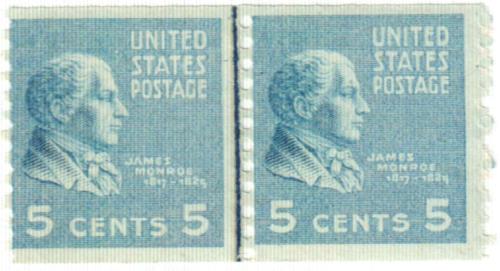 UNITED
STATES
POSTAGE
JAMES
MONROE
1817-1825
5 CENTS 5
UNITED
STATES
POSTAGE
JAMES
MONROE
1817-1825
5 CENTS 5